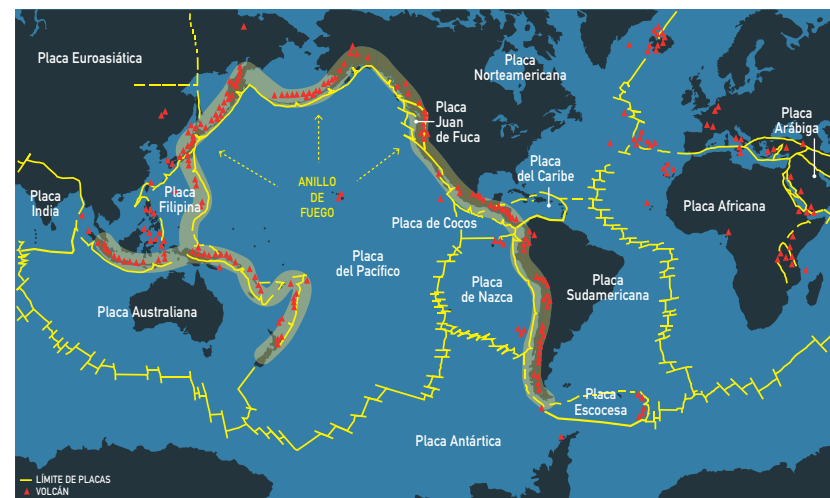 Placa Euroasiática
Placa
Norteamericana
Placa
Juan
de Fuca
Placa
Arábiga
Placa
del Caribe
ANILLO
DE
FUEGO
Placa
India
Placa
Filipina
Placa Africana
Placa de Cocos
Placa
del Pacífico
Placa
de Nazca
Placa
Sudamericana
Placa Australiana
Placa
Escocesa
Placa Antártica
LÍMITE DE PLACAS
VOLCÁN